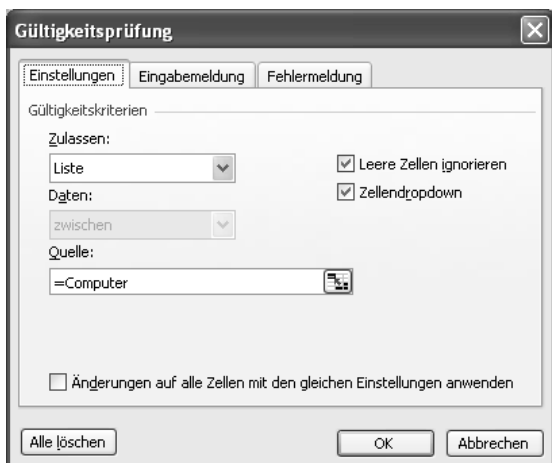 Gültigkeitsprüfung
Einstellungen Eingabemeldung Fehlermeldung
Gültigkeitskriterien
Zulassen:
Liste
Leere Zellen ignorieren
Daten:
Zellendropdown
zwischen
Quelle:
=Computer
Änderungen auf alle Zellen mit den gleichen Einstellungen anwenden
Alle löschen OK Abbrechen